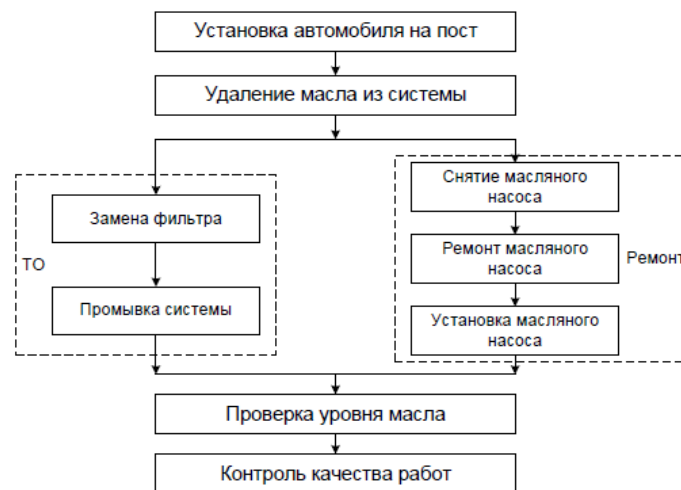 Установка автомобиля на пост
Удаление масла из системы
Замена фильтра
Промывка системы
ТО
Снятие масляного
насоса
Ремонт масляного
насоса
Установка масляного
насоса
Ремонт
Проверка уровня масла
Контроль качества работ